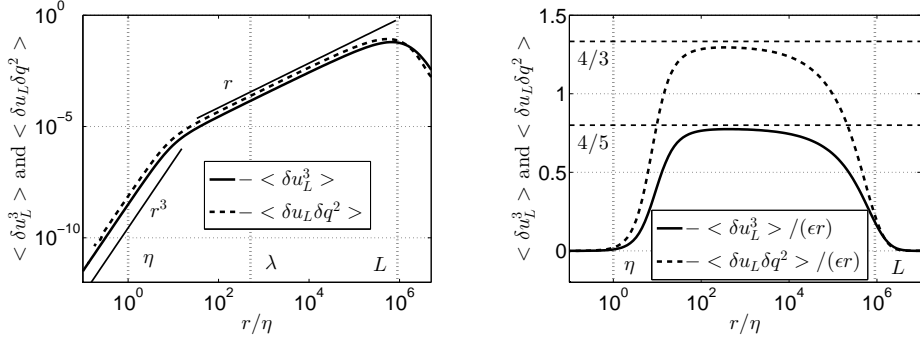 10^0
10^{-5}
10^{-10}
< δu_L^3 > and < δu_L δq^2 >
r
r^3
− < δu_L^3 >
− < δu_L δq^2 >
η
λ
L
10^0 10^2 10^4 10^6
r/η
1.5
1
0.5
0
< δu_L^3 > and < δu_L δq^2 >
4/3
4/5
− < δu_L^3 > /(ϵr)
− < δu_L δq^2 > /(ϵr)
η
L
10^0 10^2 10^4 10^6
r/η